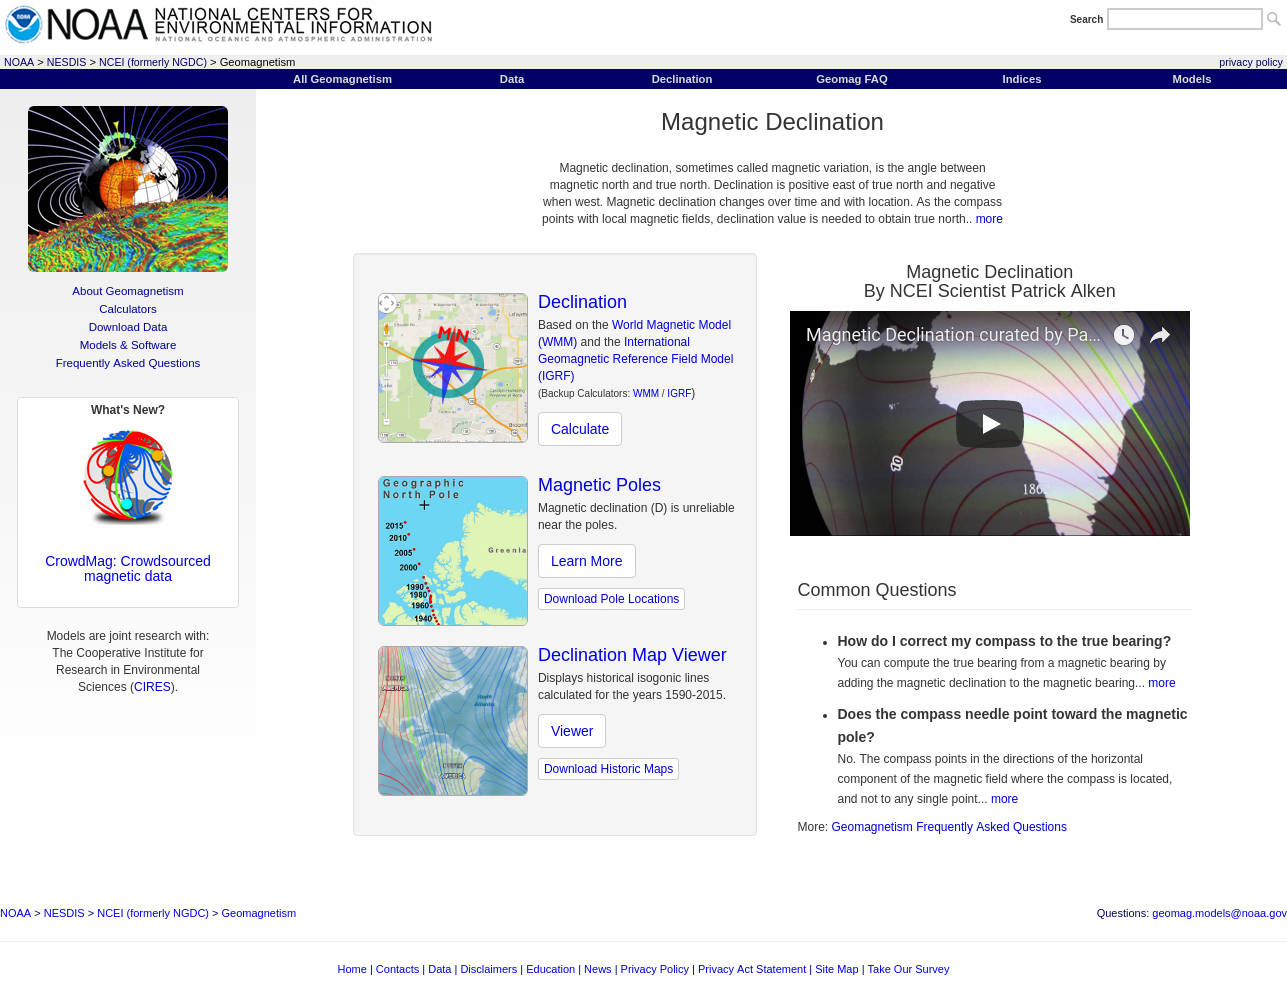 NOAA NATIONAL CENTERS FOR
ENVIRONMENTAL INFORMATION
NATIONAL OCEANIC AND ATMOSPHERIC ADMINISTRATION
Search
NOAA > NESDIS > NCEI (formerly NGDC) > Geomagnetism
privacy policy
All Geomagnetism Data Declination Geomag FAQ Indices Models
About Geomagnetism
Calculators
Download Data
Models & Software
Frequently Asked Questions
What's New?
CrowdMag: Crowdsourced
magnetic data
Models are joint research with:
The Cooperative Institute for
Research in Environmental
Sciences (CIRES).
Magnetic Declination
Magnetic declination, sometimes called magnetic variation, is the angle between
magnetic north and true north. Declination is positive east of true north and negative
when west. Magnetic declination changes over time and with location. As the compass
points with local magnetic fields, declination value is needed to obtain true north.. more
MIN
Declination
Based on the World Magnetic Model
(WMM) and the International
Geomagnetic Reference Field Model
(IGRF)
(Backup Calculators: WMM / IGRF)
Calculate
Geographic
North Pole
2015
2010
2005
2000
1990
1980
1960
1940
Greenla
Magnetic Poles
Magnetic declination (D) is unreliable
near the poles.
Learn More
Download Pole Locations
NORTH
AMERICA
North
Atlantic
SOUTH
AMERICA
Declination Map Viewer
Displays historical isogonic lines
calculated for the years 1590-2015.
Viewer
Download Historic Maps
Magnetic Declination
By NCEI Scientist Patrick Alken
Magnetic Declination curated by Pa...
10
Common Questions
• How do I correct my compass to the true bearing?
You can compute the true bearing from a magnetic bearing by
adding the magnetic declination to the magnetic bearing... more
• Does the compass needle point toward the magnetic
pole?
No. The compass points in the directions of the horizontal
component of the magnetic field where the compass is located,
and not to any single point... more
More: Geomagnetism Frequently Asked Questions
NOAA > NESDIS > NCEI (formerly NGDC) > Geomagnetism
Questions: geomag.models@noaa.gov
Home | Contacts | Data | Disclaimers | Education | News | Privacy Policy | Privacy Act Statement | Site Map | Take Our Survey